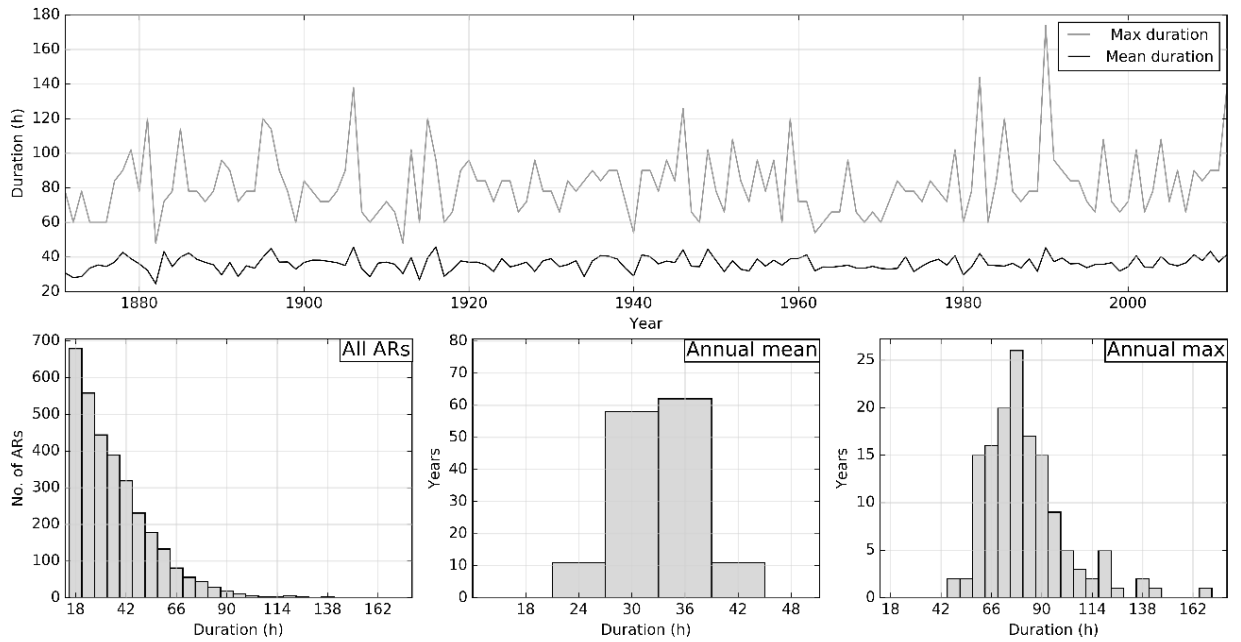 180
160
140
120
100
80
60
40
20
Duration (h)
Max duration
Mean duration
1880 1900 1920 1940 1960 1980 2000
Year
All ARs
700
600
500
400
300
200
100
0
No. of ARs
18 42 66 90 114 138 162
Duration (h)
Annual mean
80
70
60
50
40
30
20
10
0
Years
18 24 30 36 42 48
Duration (h)
Annual max
25
20
15
10
5
0
Years
18 42 66 90 114 138 162
Duration (h)